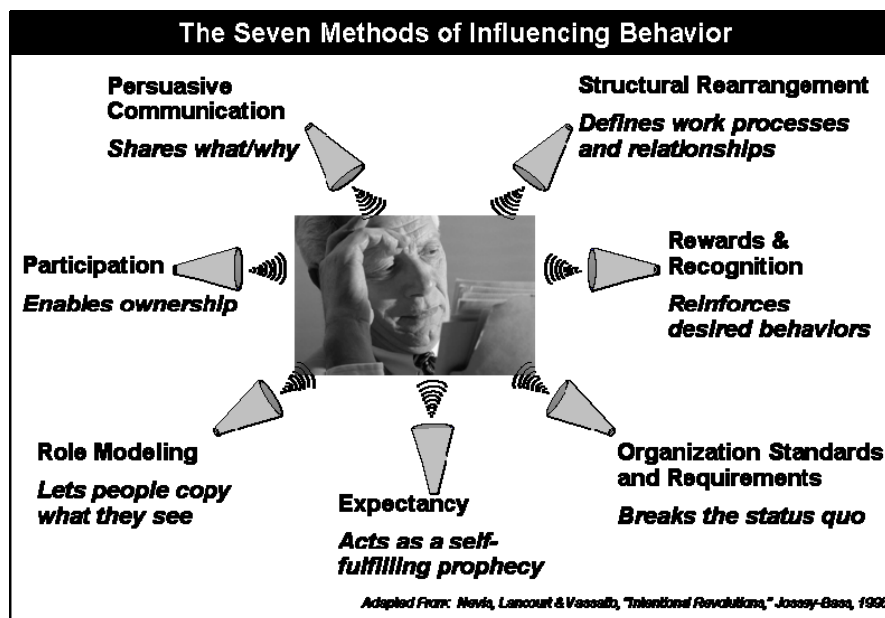 The Seven Methods of Influencing Behavior
Persuasive
Communication
Shares what/why
Structural Rearrangement
Defines work processes
and relationships
Participation
Enables ownership
Rewards &
Recognition
Reinforces
desired behaviors
Role Modeling
Lets people copy
what they see
Expectancy
Acts as a self-
fulfilling prophecy
Organization Standards
and Requirements
Breaks the status quo
Adapted From: Nevis, Lancourt & Vassallo, "Intentional Revolutions," Jossey-Bass,